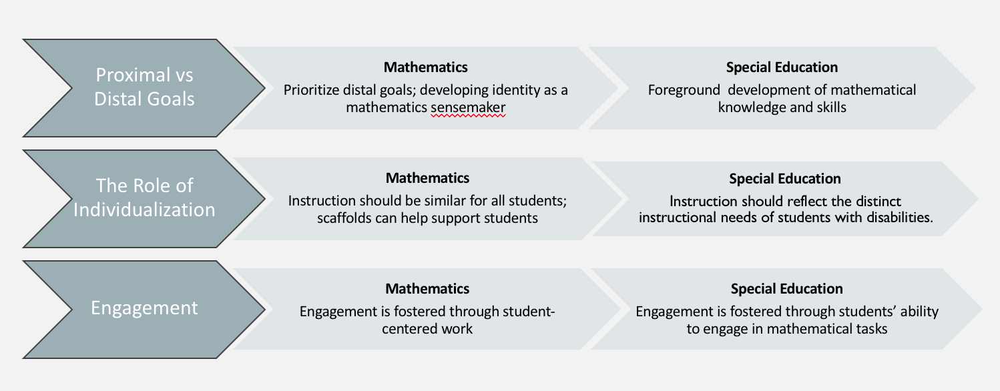 Proximal vs
Distal Goals
Mathematics
Prioritize distal goals; developing identity as a
mathematics sensemaker
Special Education
Foreground  development of mathematical
knowledge and skills
The Role of
Individualization
Mathematics
Instruction should be similar for all students;
scaffolds can help support students
Special Education
Instruction should reflect the distinct
instructional needs of students with disabilities.
Engagement
Mathematics
Engagement is fostered through student-
centered work
Special Education
Engagement is fostered through students’ ability
to engage in mathematical tasks